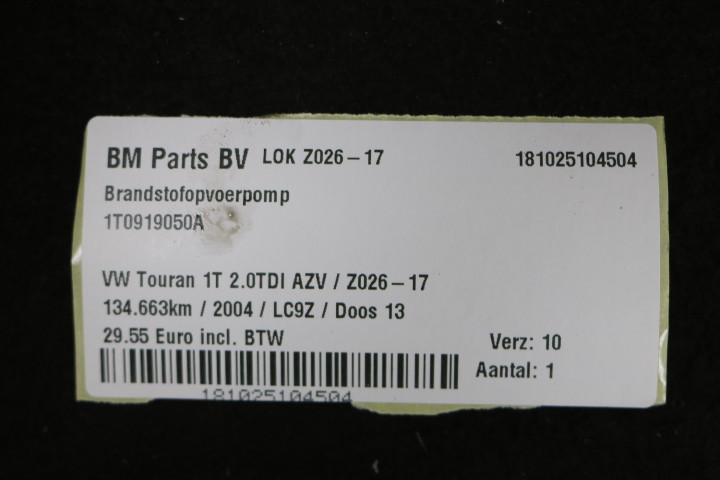 BM Parts BV LOK Z026-17 181025104504
Brandstofopvoerpomp
1T0919050A
VW Touran 1T 2.0TDI AZV / Z026-17
134.663km / 2004 / LC9Z / Doos 13
29.55 Euro incl. BTW
Verz: 10
Aantal: 1
181025104504